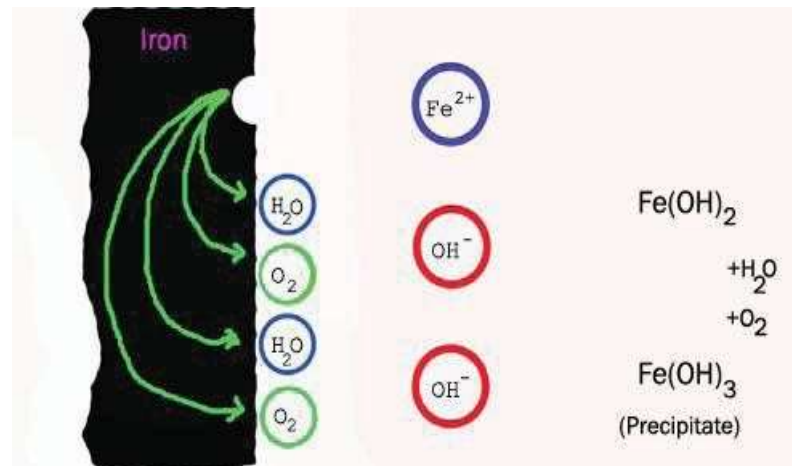 Iron
Fe²⁺
H₂O
Fe(OH)₂
OH⁻
O₂
+H₂O
+O₂
H₂O
OH⁻
Fe(OH)₃
O₂
(Precipitate)